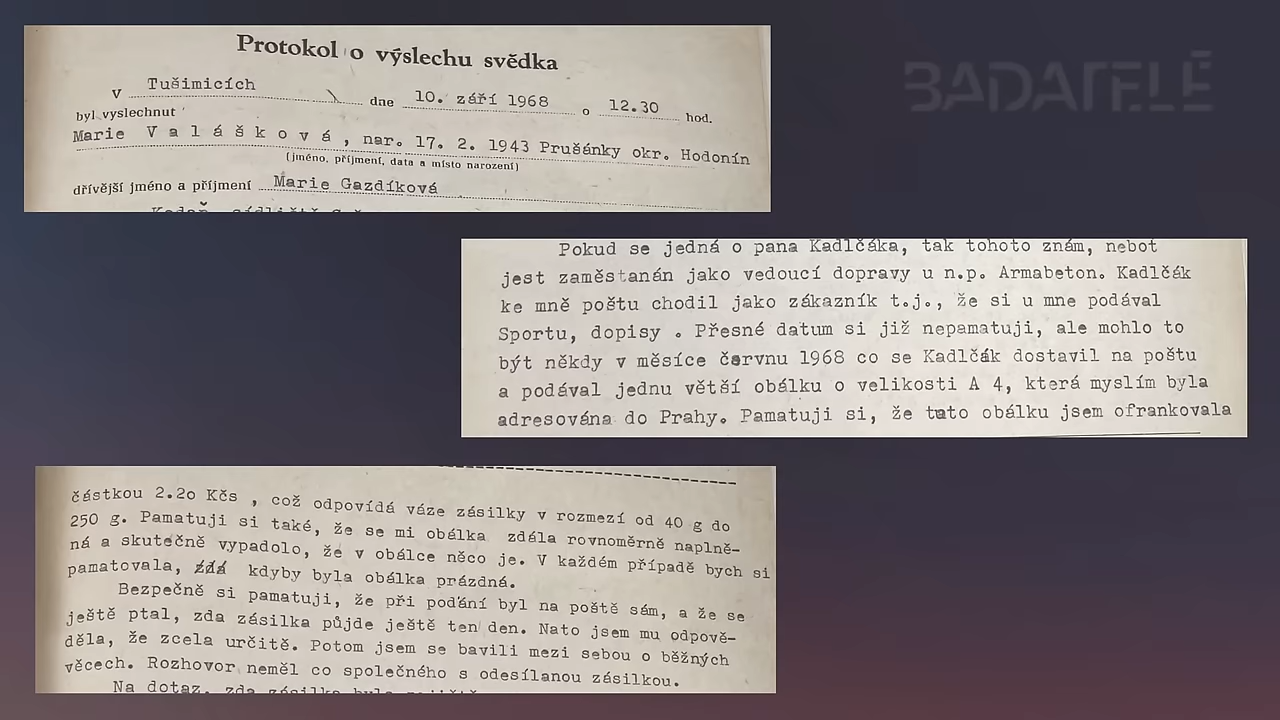 BADATELÉ
Protokol o výslechu svědka
V Tušimicích dne 10. září 1968 o 12.30 hod.
byl vyslechnut
Marie Valášková, nar. 17. 2. 1943 Prušánky okr. Hodonín
(jméno, příjmení, data a místo narození)
dřívější jméno a příjmení Marie Gazdíková
Pokud se jedná o pana Kadlčáka, tak tohoto znám, nebot
jest zaměstanán jako vedoucí dopravy u n.p. Armabeton. Kadlčák
ke mně poštu chodil jako zákazník t.j., že si u mne podával
Sportu, dopisy . Přesné datum si již nepamatuji, ale mohlo to
být někdy v měsíce červnu 1968 co se Kadlčák dostavil na poštu
a podával jednu větší obálku o velikosti A 4, která myslím byla
adresována do Prahy. Pamatuji si, že tuto obálku jsem ofrankovala
částkou 2.2o Kčs , což odpovídá váze zásilky v rozmezí od 40 g do
250 g. Pamatuji si také, že se mi obálka zdála rovnoměrně naplně-
ná a skutečně vypadolo, že v obálce něco je. V každém případě bych si
pamatovala, kdyby byla obálka prázdná.
Bezpečně si pamatuji, že při podání byl na poště sám, a že se
ještě ptal, zda zásilka půjde ještě ten den. Nato jsem mu odpově-
děla, že zcela určitě. Potom jsem se bavili mezi sebou o běžných
věcech. Rozhovor neměl co společného s odesílanou zásilkou.
Na dotaz, zda zásilka byla